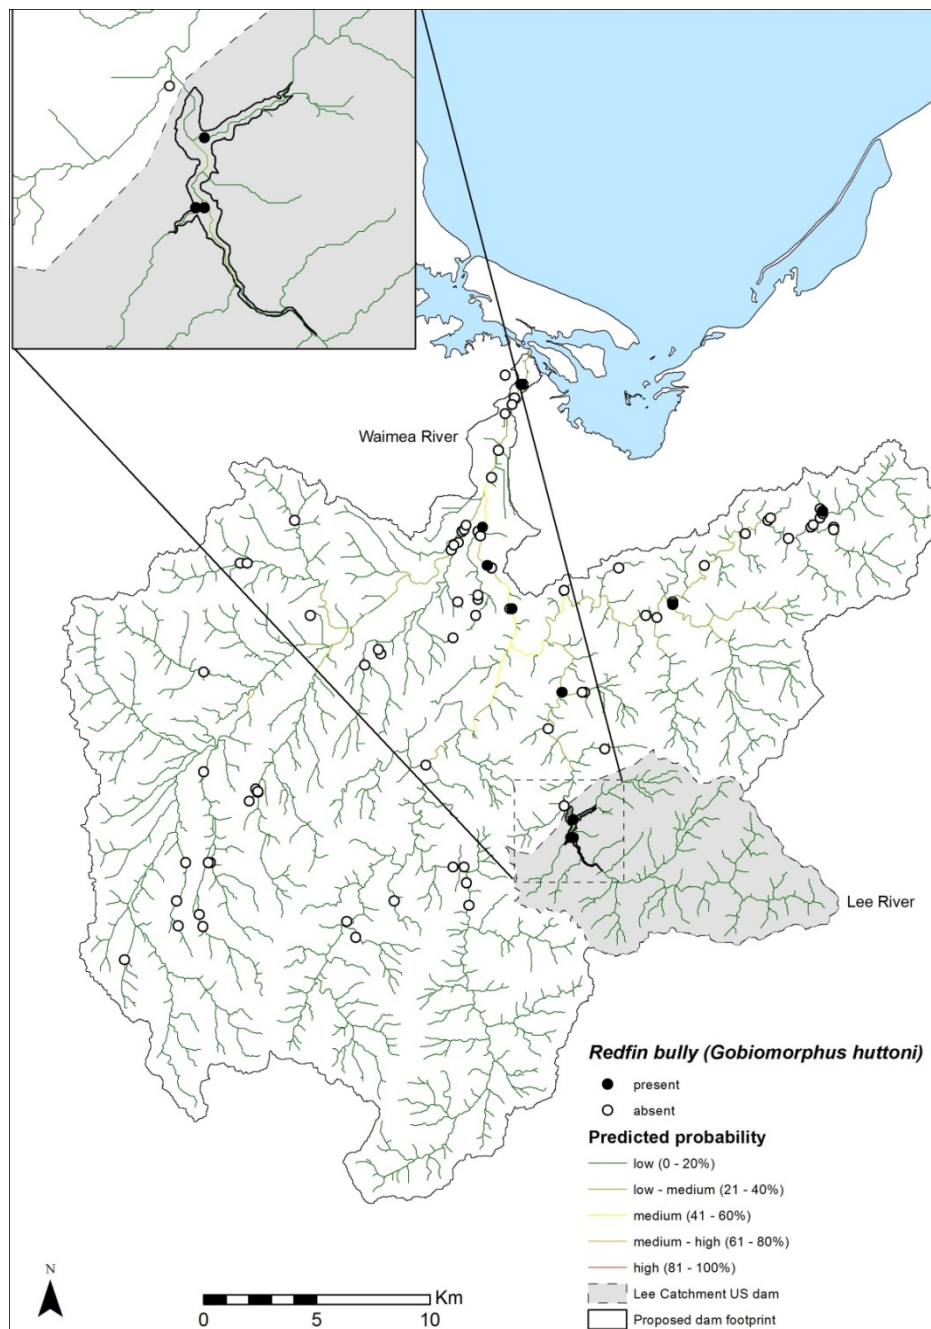 Waimea River
Lee River
Redfin bully (Gobiomorphus huttoni)
present
absent
Predicted probability
low (0 - 20%)
low - medium (21 - 40%)
medium (41 - 60%)
medium - high (61 - 80%)
high (81 - 100%)
Lee Catchment US dam
Proposed dam footprint
N
Km
0 5 10